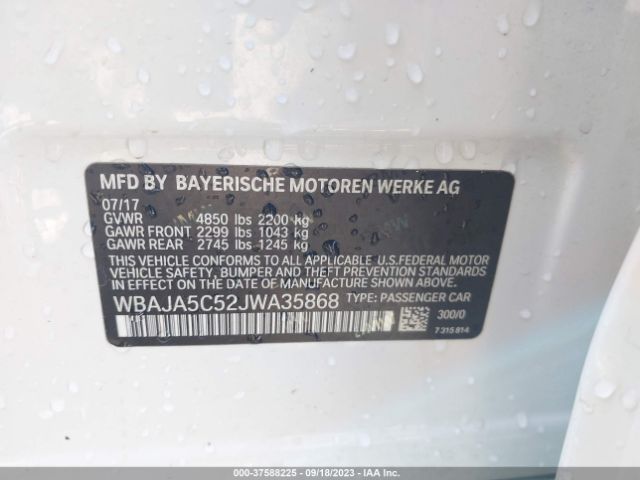 MFD BY BAYERISCHE MOTOREN WERKE AG
07/17
GVWR 4850 lbs 2200 kg
GAWR FRONT 2299 lbs 1043 kg
GAWR REAR 2745 lbs 1245 kg
THIS VEHICLE CONFORMS TO ALL APPLICABLE U.S.FEDERAL MOTOR
VEHICLE SAFETY, BUMPER, AND THEFT PREVENTION STANDARDS
IN EFFECT ON THE DATE OF MANUFACTURE SHOWN ABOVE.
WBAJA5C52JWA35868 TYPE: PASSENGER CAR
300/0
7 315 814
000-37588225 - 09/18/2023 - IAA Inc.